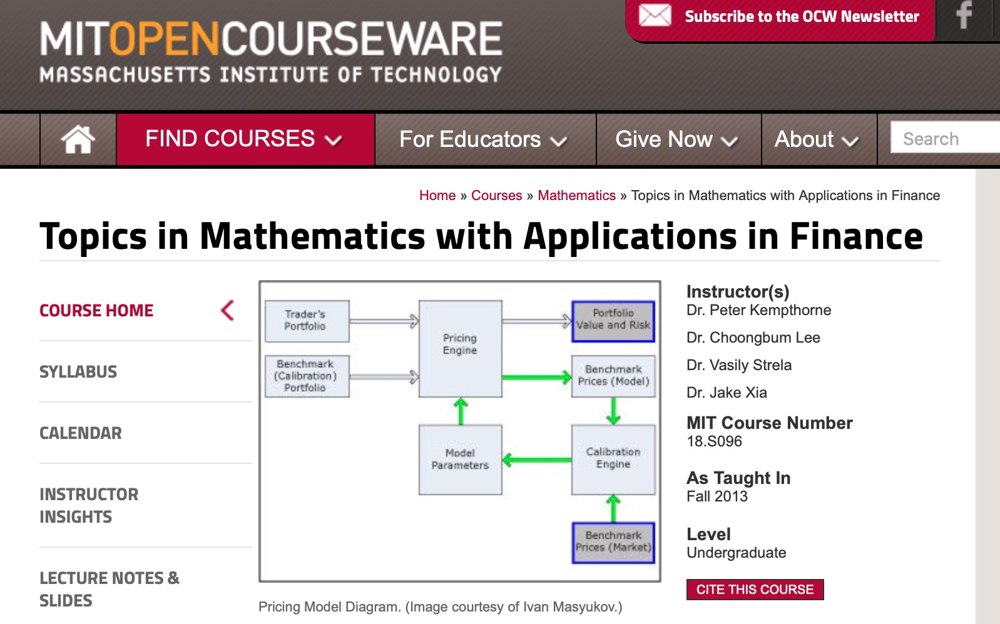 Subscribe to the OCW Newsletter
f
MITOPENCOURSEWARE
MASSACHUSETTS INSTITUTE OF TECHNOLOGY
FIND COURSES
For Educators
Give Now
About
Search
Home » Courses » Mathematics » Topics in Mathematics with Applications in Finance
Topics in Mathematics with Applications in Finance
COURSE HOME
SYLLABUS
CALENDAR
INSTRUCTOR
INSIGHTS
LECTURE NOTES &
SLIDES
Trader's
Portfolio
Benchmark
(Calibration)
Portfolio
Pricing
Engine
Portfolio
Value and Risk
Benchmark
Prices (Model)
Model
Parameters
Calibration
Engine
Benchmark
Prices (Market)
Pricing Model Diagram. (Image courtesy of Ivan Masyukov.)
Instructor(s)
Dr. Peter Kempthorne
Dr. Choongbum Lee
Dr. Vasily Strela
Dr. Jake Xia
MIT Course Number
18.S096
As Taught In
Fall 2013
Level
Undergraduate
CITE THIS COURSE